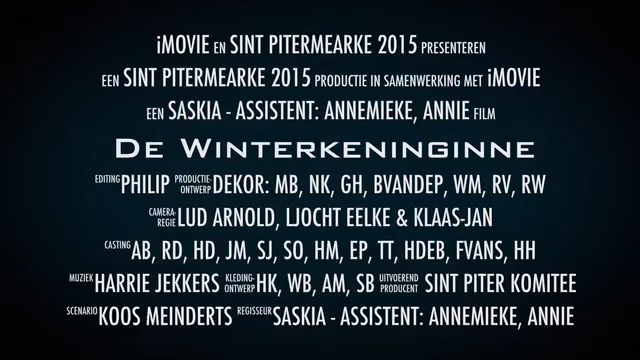 iMOVIE EN SINT PITERMEARKE 2015 PRESENTEREN
EEN SINT PITERMEARKE 2015 PRODUCTIE IN SAMENWERKING MET iMOVIE
EEN SASKIA - ASSISTENT: ANNEMIEKE, ANNIE FILM
DE WINTERKENINGINNE
EDITING PHILIP PRODUCTIE-ONTWERP DEKOR: MB, NK, GH, BVANDEP, WM, RV, RW
CAMERA-REGIE LUD ARNOLD, LJOCHT EELKE & KLAAS-JAN
CASTING AB, RD, HD, JM, SJ, SO, HM, EP, TT, HDEB, FVANS, HH
MUZIEK HARRIE JEKKERS KLEDING-ONTWERP HK, WB, AM, SB UITVOEREND PRODUCENT SINT PITER KOMITEE
SCENARIO KOOS MEINDERTS REGISSEUR SASKIA - ASSISTENT: ANNEMIEKE, ANNIE